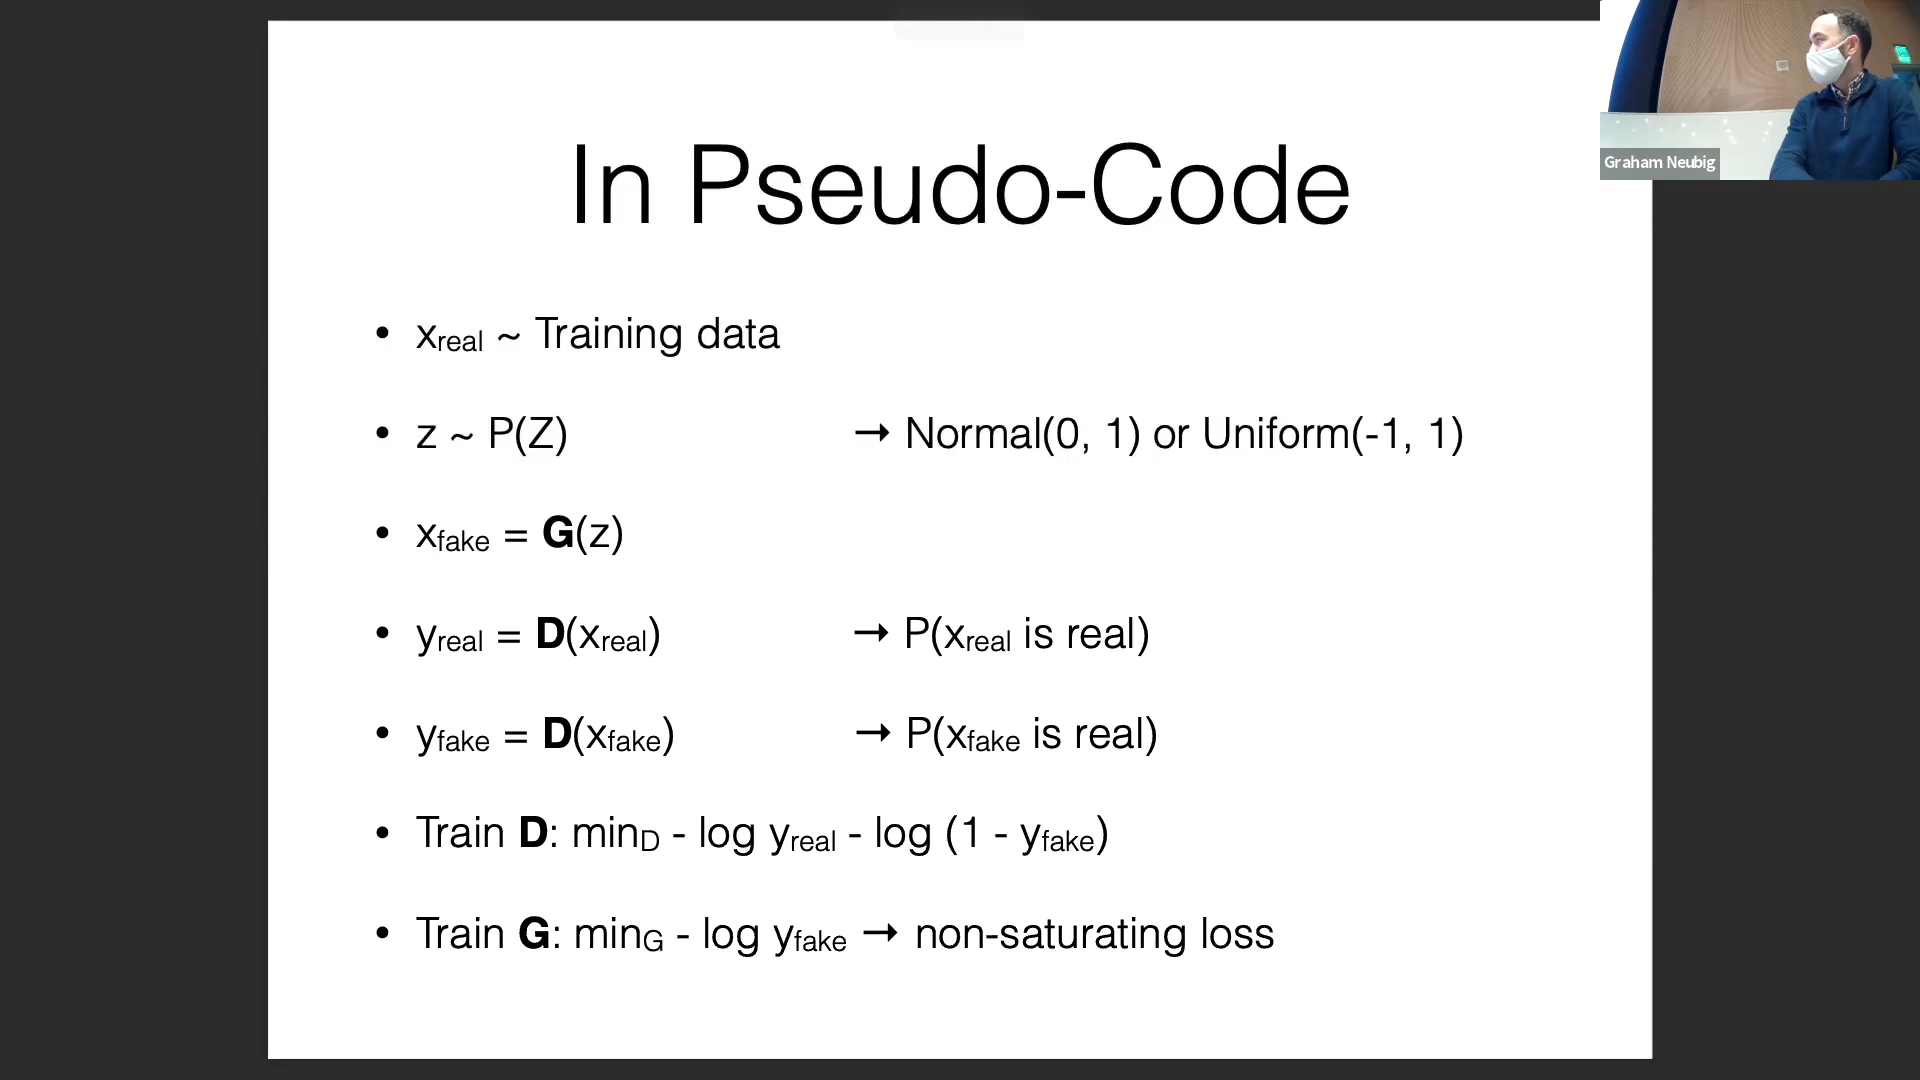 In Pseudo-Code
Graham Neubig
• xreal ~ Training data
• z ~ P(Z) → Normal(0, 1) or Uniform(-1, 1)
• xfake = G(z)
• yreal = D(xreal) → P(xreal is real)
• yfake = D(xfake) → P(xfake is real)
• Train D: minD - log yreal - log (1 - yfake)
• Train G: minG - log yfake → non-saturating loss